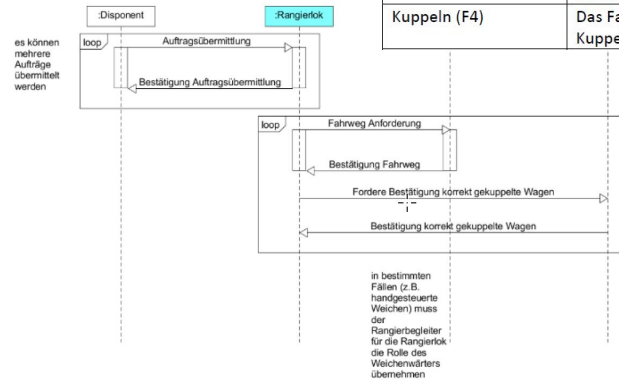 :Disponent
:Rangierlok
Kuppeln (F4)
Das Fa
Kuppe
es können
mehrere
Aufträge
übermittelt
werden
loop
Auftragsübermittlung
Bestätigung Auftragsübermittlung
loop
Fahrweg Anforderung
Bestätigung Fahrweg
Fordere Bestätigung korrekt gekuppelte Wagen
Bestätigung korrekt gekuppelte Wagen
in bestimmten
Fällen (z.B.
handgesteuerte
Weichen) muss
der
Rangierbegleiter
für die Rangierlok
die Rolle des
Weichenwärters
übernehmen